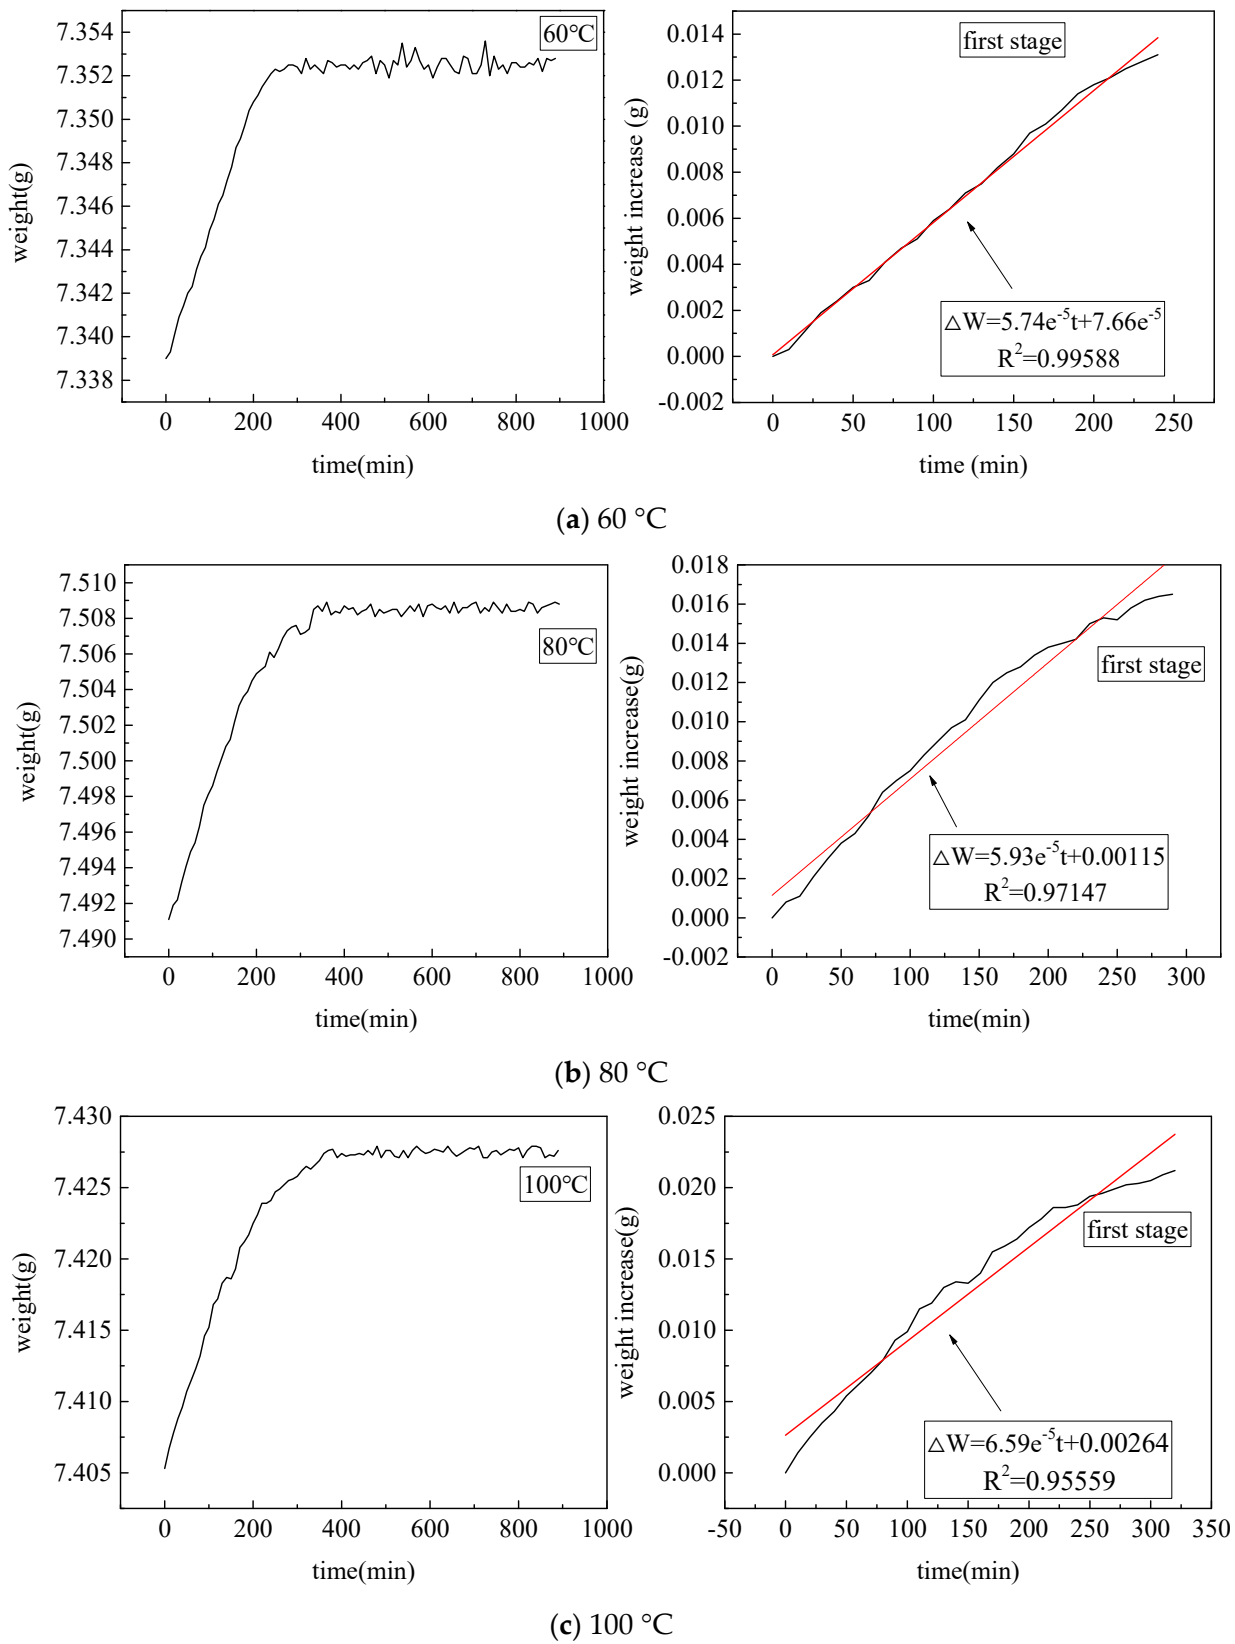 7.354
7.352
7.350
7.348
7.346
7.344
7.342
7.340
7.338
weight(g)
60°C
0 200 400 600 800 1000
time(min)
0.014
0.012
0.010
0.008
0.006
0.004
0.002
0.000
-0.002
weight increase (g)
first stage
△W=5.74e⁻⁵t+7.66e⁻⁵
R²=0.99588
0 50 100 150 200 250
time (min)
(a) 60 °C
7.510
7.508
7.506
7.504
7.502
7.500
7.498
7.496
7.494
7.492
7.490
weight(g)
80°C
0 200 400 600 800 1000
time(min)
0.018
0.016
0.014
0.012
0.010
0.008
0.006
0.004
0.002
0.000
-0.002
weight increase(g)
first stage
△W=5.93e⁻⁵t+0.00115
R²=0.97147
0 50 100 150 200 250 300
time(min)
(b) 80 °C
7.430
7.425
7.420
7.415
7.410
7.405
weight(g)
100°C
0 200 400 600 800 1000
time(min)
0.025
0.020
0.015
0.010
0.005
0.000
weight increase(g)
first stage
△W=6.59e⁻⁵t+0.00264
R²=0.95559
-50 0 50 100 150 200 250 300 350
time(min)
(c) 100 °C